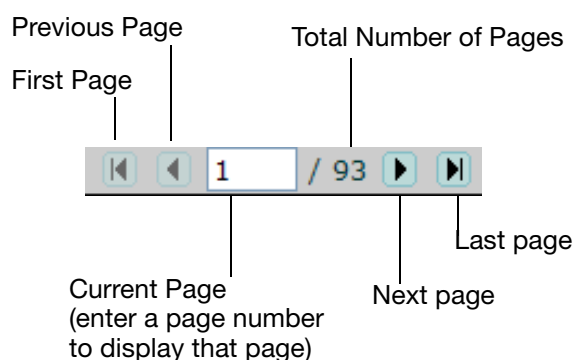 Previous Page
Total Number of Pages
First Page
1 / 93
Last page
Current Page
(enter a page number
to display that page)
Next page